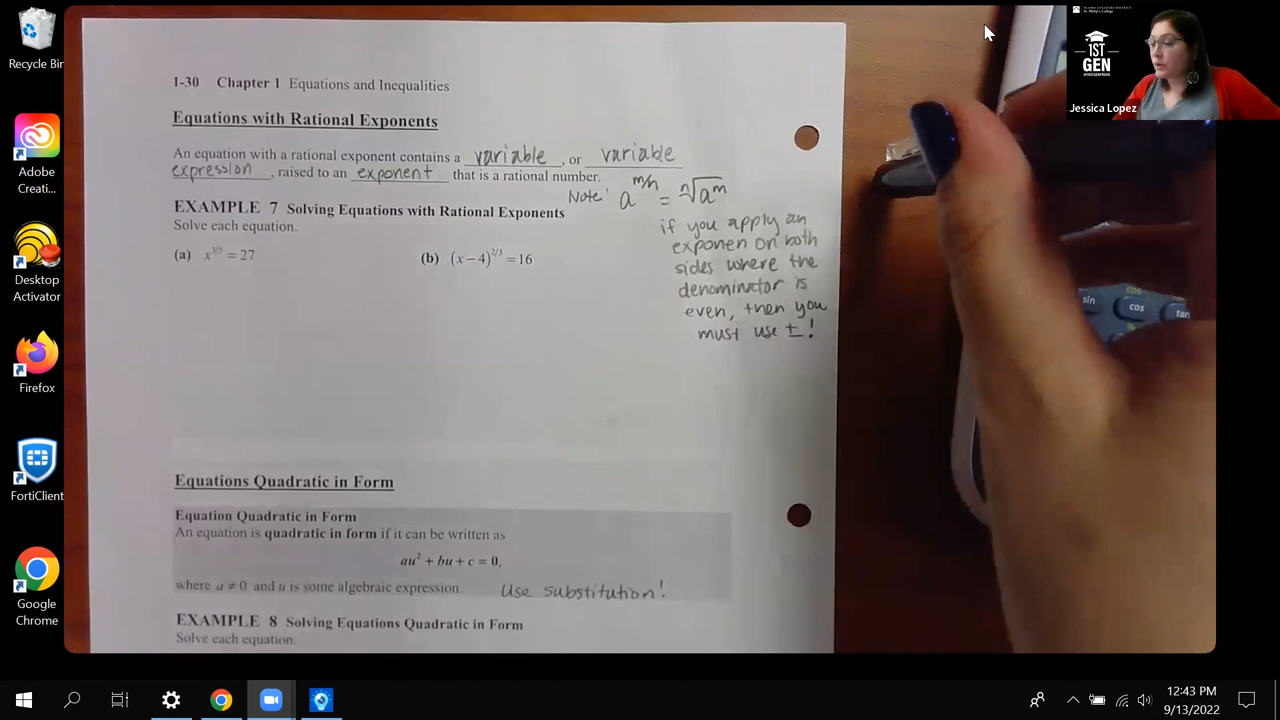 Recycle Bin
Adobe
Creati...
Desktop
Activator
Firefox
FortiClient
Google
Chrome
1-30 Chapter 1 Equations and Inequalities
Equations with Rational Exponents
An equation with a rational exponent contains a variable, or variable
expression, raised to an exponent that is a rational number.
Note: a^m/n = ⁿ√a^m
EXAMPLE 7 Solving Equations with Rational Exponents
Solve each equation.
(a) = 27
(b) (x – 4)^2/3 = 16
if you apply an
exponen on both
sides where the
denominator is
even, then you
must use ±!
Equations Quadratic in Form
Equation Quadratic in Form
An equation is quadratic in form if it can be written as
au² + bu + c = 0,
where a ≠ 0 and u is some algebraic expression. Use substitution!
EXAMPLE 8 Solving Equations Quadratic in Form
Solve each equation.
sin
cos
tan
1ST
GEN
Jessica Lopez
12:43 PM
9/13/2022